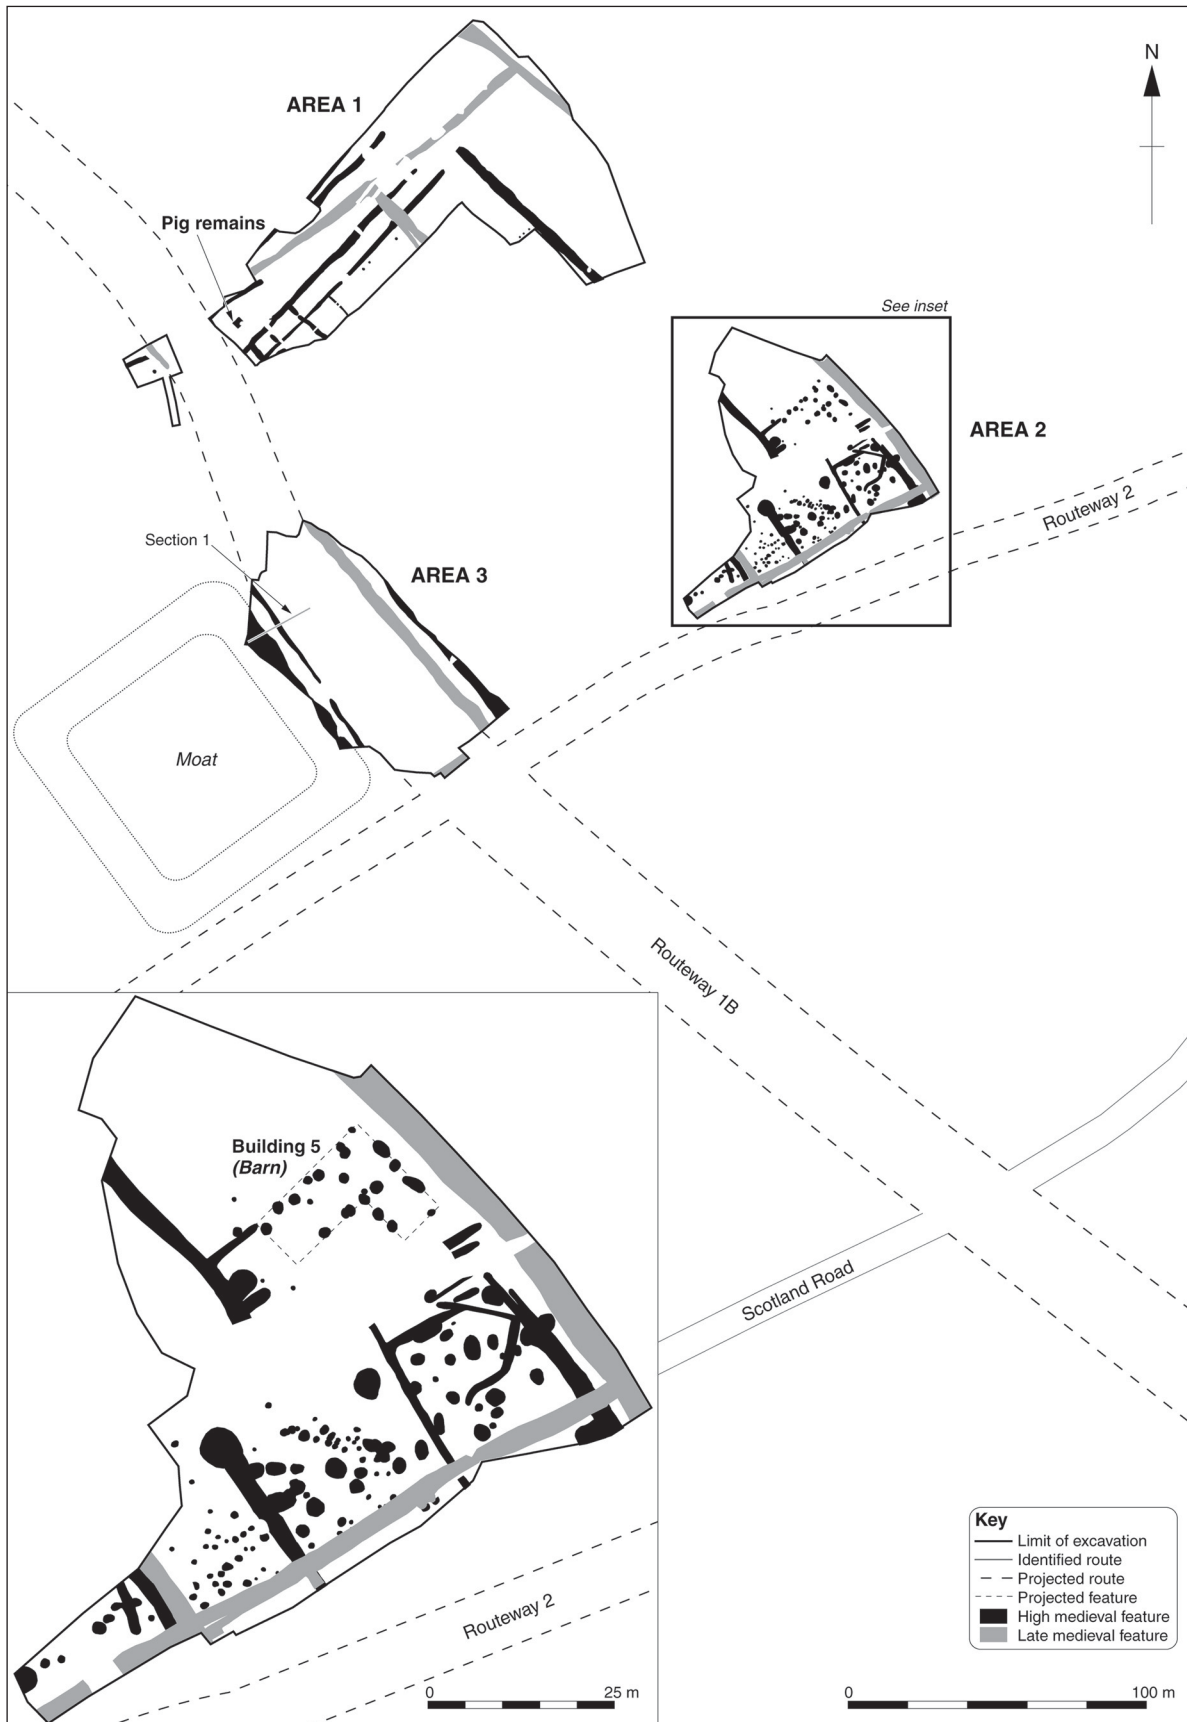 N
AREA 1
Pig remains
See inset
AREA 2
Routeway 2
Section 1
AREA 3
Moat
Routeway 1B
Building 5
(Barn)
Scotland Road
Routeway 2
Key
Limit of excavation
Identified route
Projected route
Projected feature
High medieval feature
Late medieval feature
0 25 m
0 100 m